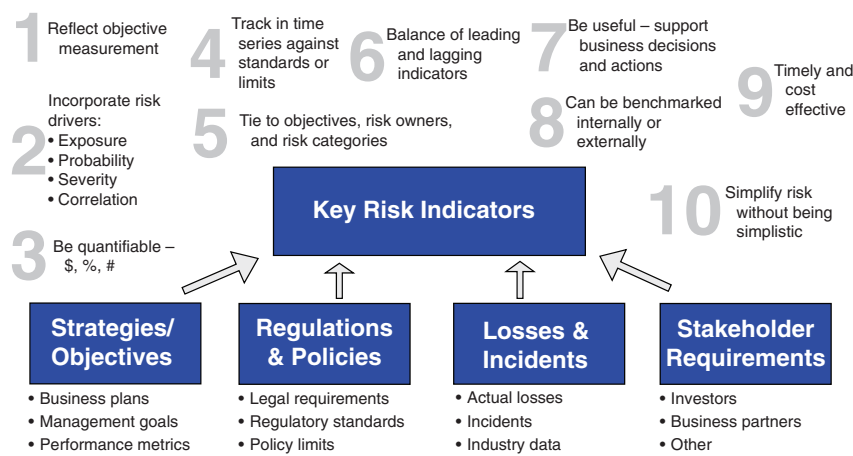 1 Reflect objective
measurement
2 Incorporate risk
drivers:
• Exposure
• Probability
• Severity
• Correlation
3 Be quantifiable –
$, %, #
4 Track in time
series against
standards or
limits
5 Tie to objectives, risk owners,
and risk categories
6 Balance of leading
and lagging
indicators
7 Be useful – support
business decisions
and actions
8 Can be benchmarked
internally or
externally
9 Timely and
cost
effective
10 Simplify risk
without being
simplistic
Key Risk Indicators
Strategies/
Objectives
• Business plans
• Management goals
• Performance metrics
Regulations
& Policies
• Legal requirements
• Regulatory standards
• Policy limits
Losses &
Incidents
• Actual losses
• Incidents
• Industry data
Stakeholder
Requirements
• Investors
• Business partners
• Other